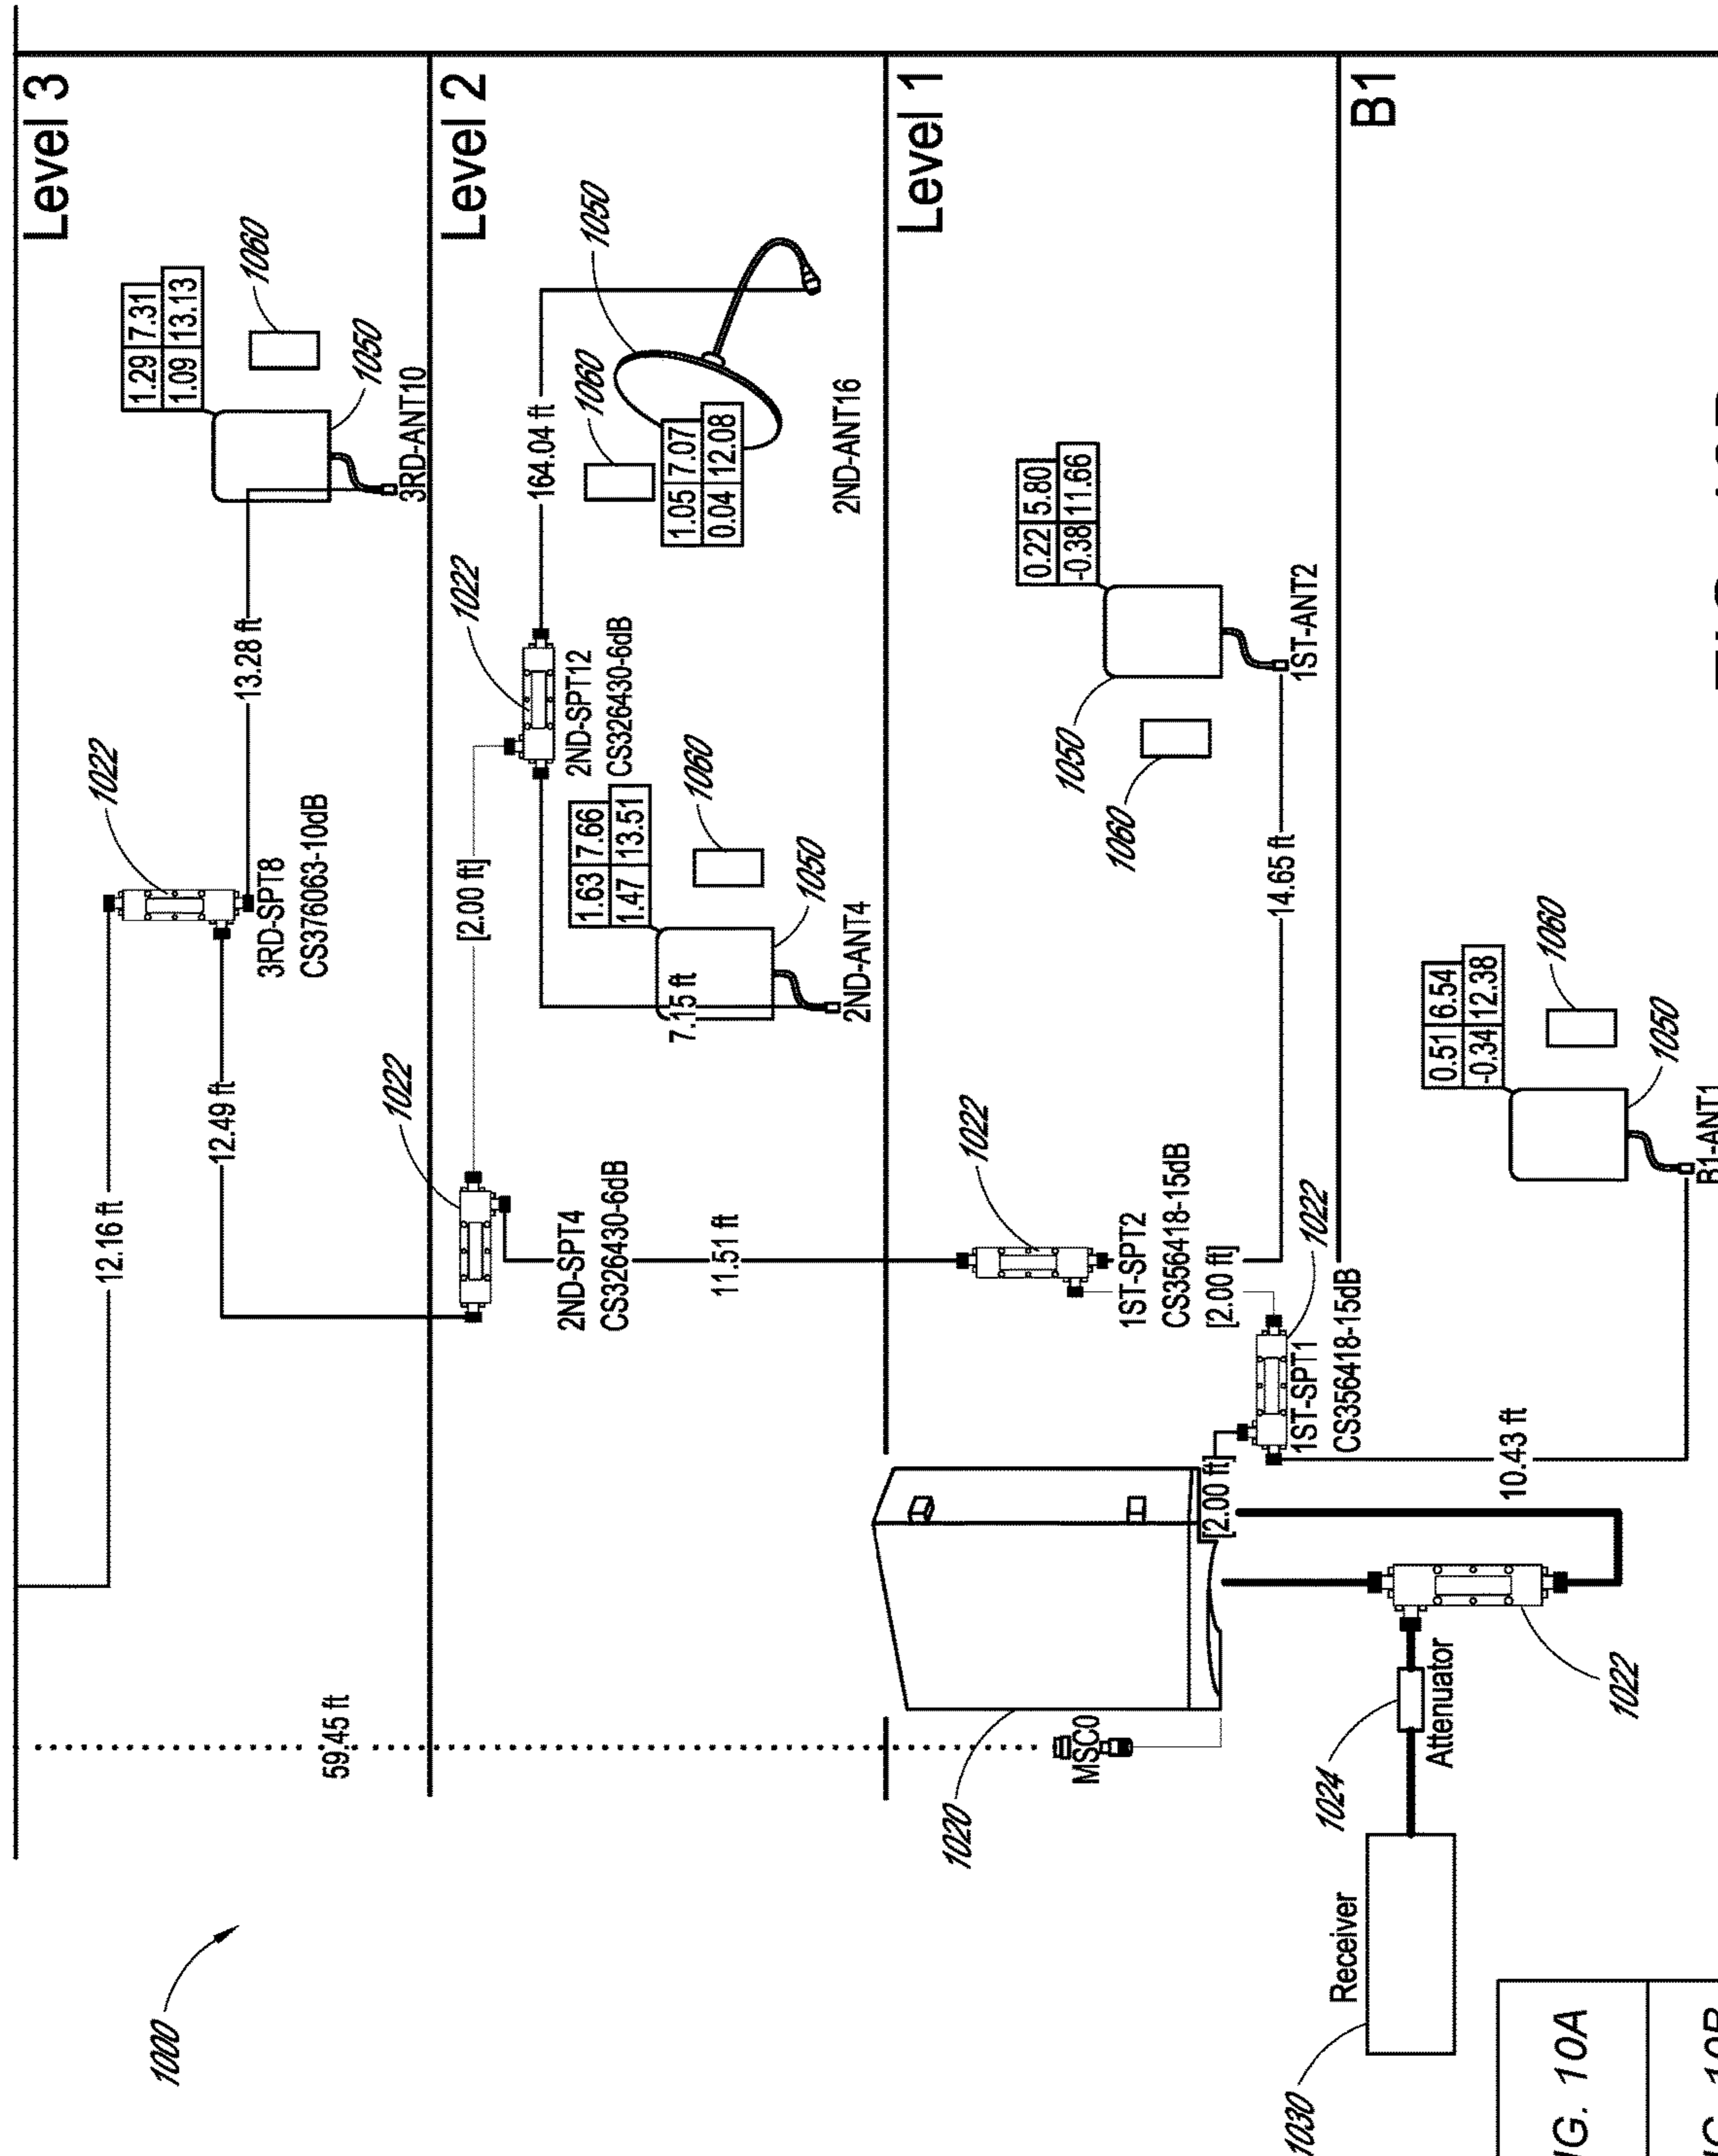 1000
59.45 ft
12.16 ft
12.49 ft
1022
3RD-SPT8
CS376063-10dB
13.28 ft
1.29 7.31
1.09 13.13
1060
1050
3RD-ANT10
Level 3
1022
2ND-SPT4
CS326430-6dB
11.51 ft
[2.00 ft]
1022
2ND-SPT12
CS326430-6dB
1.63 7.66
1.47 13.51
1060
1050
7.15 ft
2ND-ANT4
164.04 ft
1060
1050
1.05 7.07
0.04 12.08
2ND-ANT16
Level 2
1020
MSC0
[2.00 ft]
1022
1ST-SPT2
CS356418-15dB
[2.00 ft]
1022
1ST-SPT1
CS356418-15dB
14.65 ft
0.22 5.80
-0.38 11.66
1050
1060
1ST-ANT2
Level 1
1030
Receiver
1024
Attenuator
1022
10.43 ft
0.51 6.54
-0.34 12.38
1060
1050
B1-ANT1
B1
IG. 10A